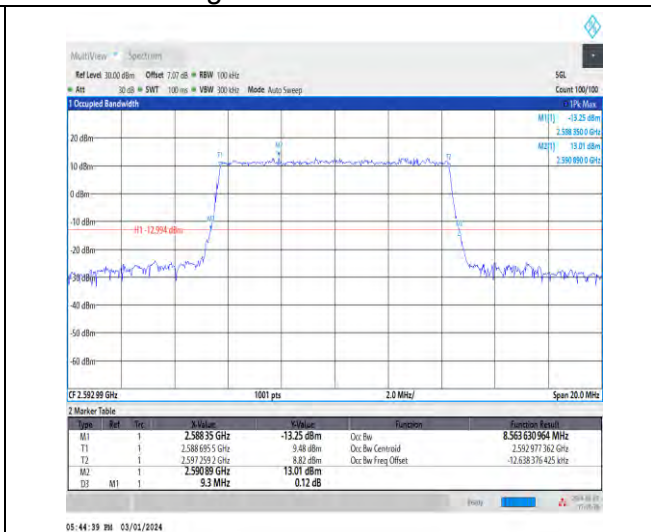 MultiView Spectrum
Ref Level 30.00 dBm Offset 7.07 dB RBW 100 kHz SGL
Att 30 dB SWT 100 ms VBW 300 kHz Mode Auto Sweep Count 100/100
1 Occupied Bandwidth 1Pk Max
M1[1] -13.25 dBm
2.588 350 0 GHz
M2[1] 13.01 dBm
2.590 890 0 GHz
20 dBm
T1
M2
T2
10 dBm
0 dBm
-10 dBm
M1
H1 -12.994 dBm
-30 dBm
-40 dBm
-50 dBm
-60 dBm
CF 2.592 99 GHz 1001 pts 2.0 MHz/ Span 20.0 MHz
2 Marker Table
Type Ref Trc X-Value Y-Value Function Function Result
M1 1 2.588 35 GHz -13.25 dBm Occ Bw 8.563 630 964 MHz
T1 1 2.588 695 5 GHz 9.48 dBm Occ Bw Centroid 2.592 977 362 GHz
T2 1 2.597 259 2 GHz 8.82 dBm Occ Bw Freq Offset -12.638 376 425 kHz
M2 1 2.590 89 GHz 13.01 dBm
D3 M1 1 9.3 MHz 0.12 dB
Ready
05:44:39 PM 03/01/2024